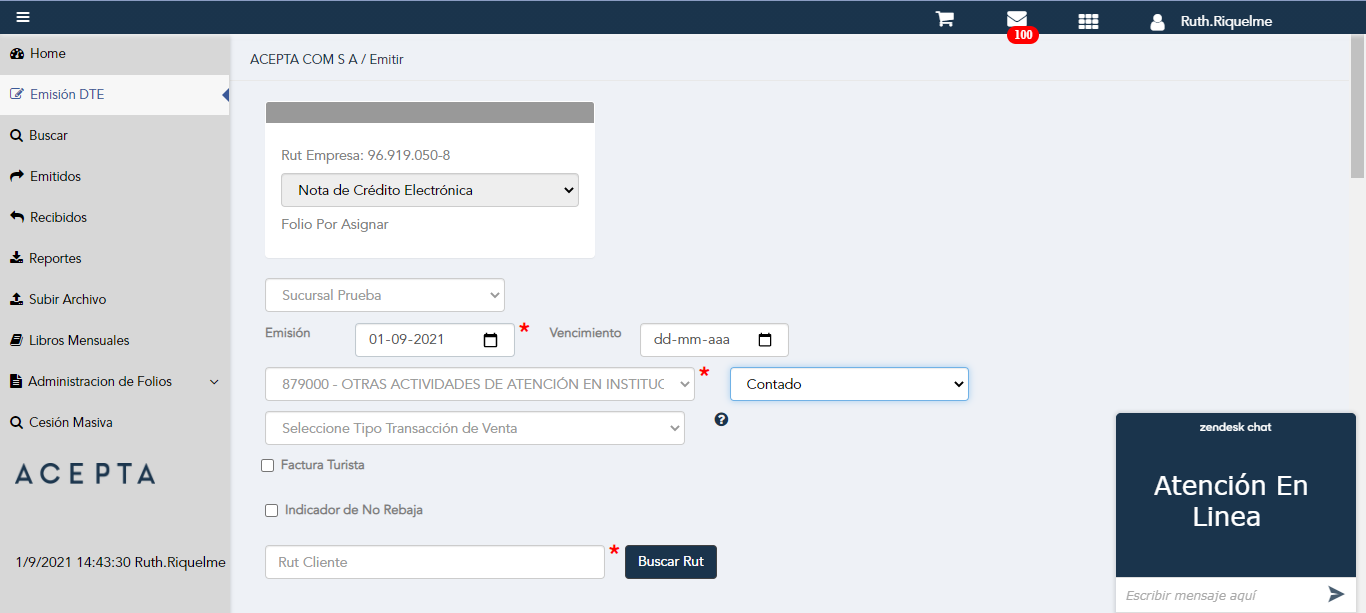 100
Ruth.Riquelme
Home
Emisión DTE
Buscar
Emitidos
Recibidos
Reportes
Subir Archivo
Libros Mensuales
Administracion de Folios
Cesión Masiva
ACEPTA
1/9/2021 14:43:30 Ruth.Riquelme
ACEPTA COM S A / Emitir
Rut Empresa: 96.919.050-8
Nota de Crédito Electrónica
Folio Por Asignar
Sucursal Prueba
Emisión 01-09-2021 * Vencimiento dd-mm-aaa
879000 - OTRAS ACTIVIDADES DE ATENCIÓN EN INSTITUC * Contado
Seleccione Tipo Transacción de Venta ?
Factura Turista
Indicador de No Rebaja
Rut Cliente * Buscar Rut
zendesk chat
Atención En
Linea
Escribir mensaje aquí